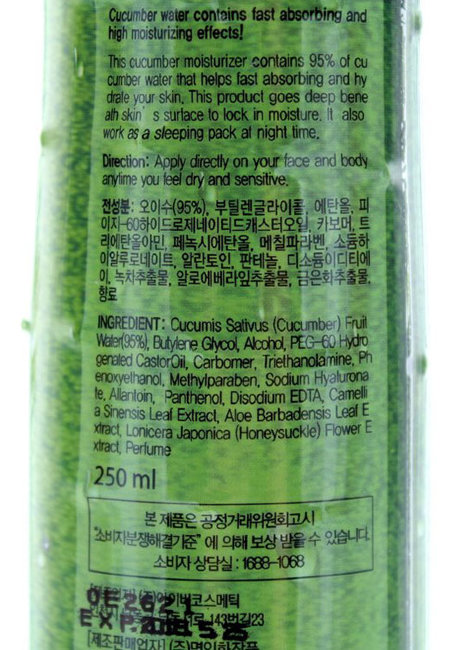 Cucumber water contains fast absorbing and
high moisturizing effects!
This cucumber moisturizer contains 95% of cu
cumber water that helps fast absorbing and hy
drate your skin. This product goes deep bene
ath skin's surface to lock in moisture. It also
work as a sleeping pack at night time.
Direction: Apply directly on your face and body
anytime you feel dry and sensitive.
전성분: 오이수(95%), 부틸렌글라이콜, 에탄올, 피
이지-60하이드로제네이티드캐스터오일, 카보머, 트
리에탄올아민, 페녹시에탄올, 메칠파라벤, 소듐하
이알루로네이트, 알란토인, 판테놀, 디소듐이디티에
이, 녹차추출물, 알로에베라잎추출물, 금은화추출물,
향료
INGREDIENT: Cucumis Sativus (Cucumber) Fruit
Water(95%), Butylene Glycol, Alcohol, PEG-60 Hydro
genated CastorOil, Carbomer, Triethanolamine, Ph
enoxyethanol, Methylparaben, Sodium Hyalurona
te, Allantoin, Panthenol, Disodium EDTA, Camelli
a Sinensis Leaf Extract, Aloe Barbadensis Leaf E
xtract, Lonicera Japonica (Honeysuckle) Flower E
xtract, Perfume
250 ml
본 제품은 공정거래위원회고시
"소비자분쟁해결기준" 에 의해 보상 받을 수 있습니다.
소비자 상담실 : 1688-1068
143번길23
EXP.